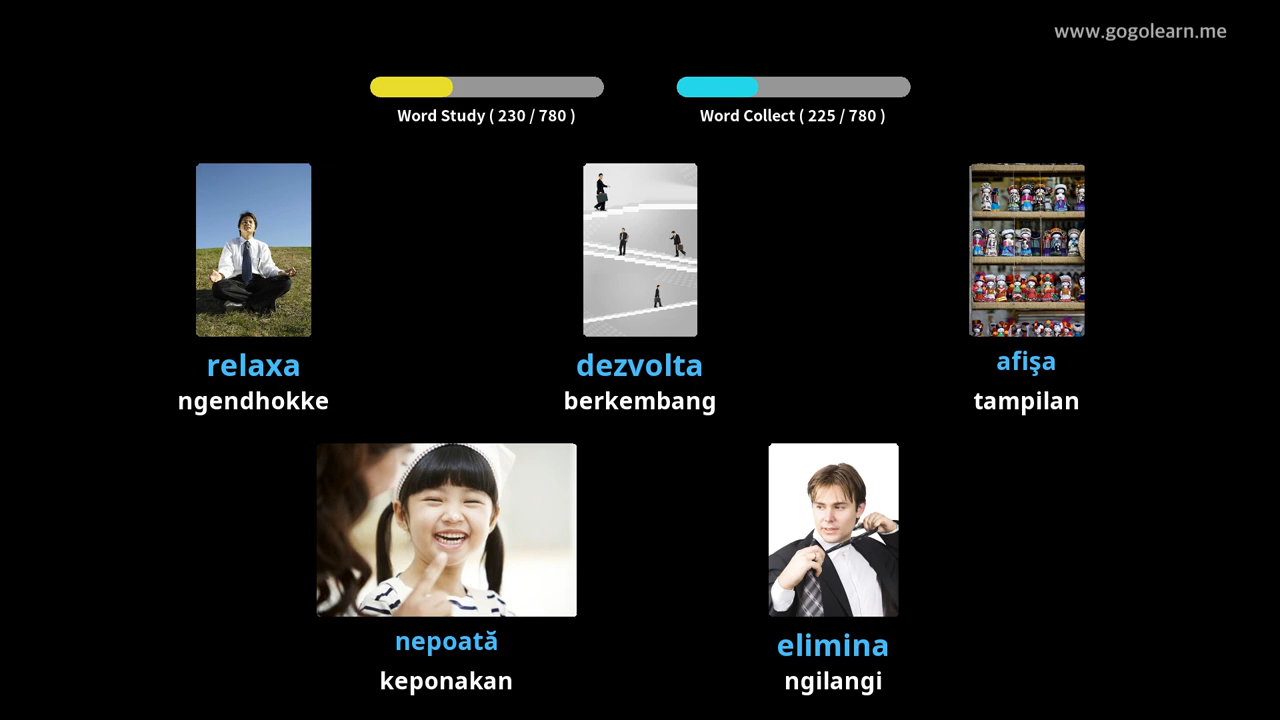 www.gogolearn.me
Word Study ( 230 / 780 )
Word Collect ( 225 / 780 )
relaxa
ngendhokke
dezvolta
berkembang
afişa
tampilan
nepoată
keponakan
elimina
ngilangi